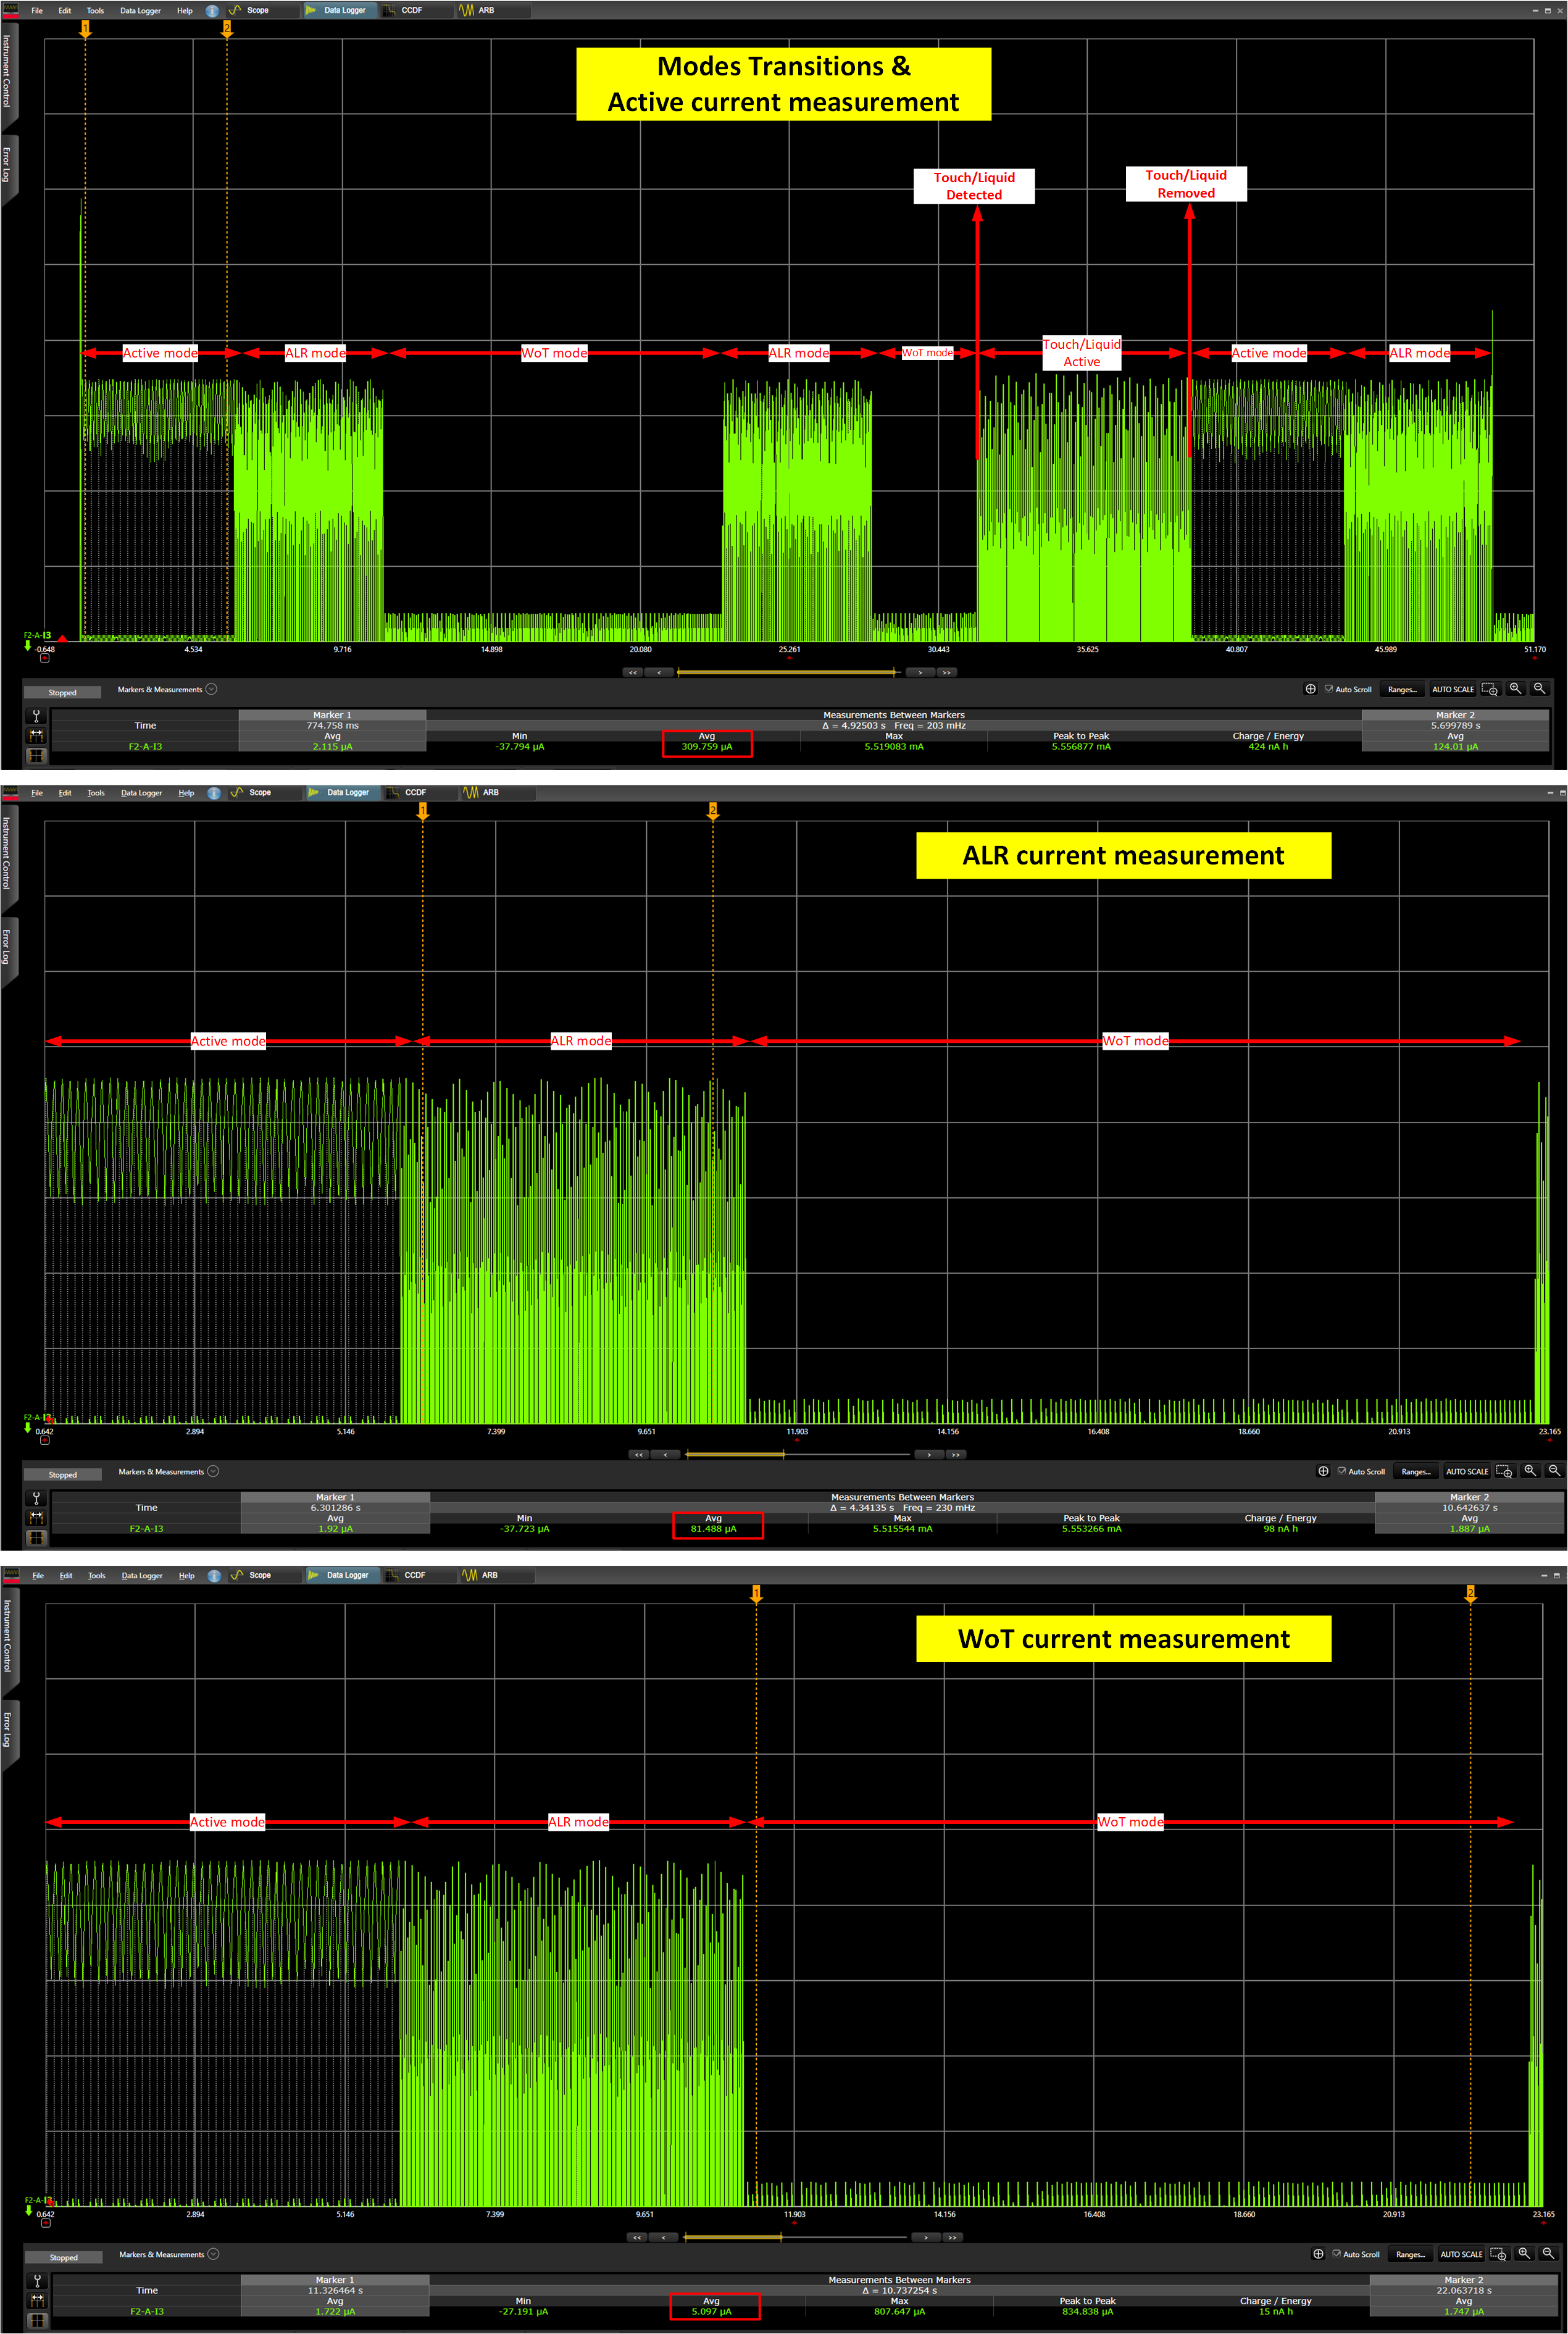 File Edit Tools Data Logger Help Scope Data Logger CCDF ARB
Instrument Control
Error Log
1 2
Modes Transitions &
Active current measurement
Touch/Liquid
Detected
Touch/Liquid
Removed
Active mode ALR mode WoT mode ALR mode WoT mode Touch/Liquid
Active Active mode ALR mode
F2-A-I3
-0.648 4.534 9.716 14.898 20.080 25.261 30.443 35.625 40.807 45.989 51.170
<< < > >>
Stopped Markers & Measurements Auto Scroll Ranges... AUTO SCALE
Marker 1 Measurements Between Markers Marker 2
Time 774.758 ms Δ = 4.92503 s Freq = 203 mHz 5.699789 s
Avg Min Avg Max Peak to Peak Charge / Energy Avg
F2-A-I3 2.115 µA -37.794 µA 309.759 µA 5.519083 mA 5.556877 mA 424 nA h 124.01 µA
File Edit Tools Data Logger Help Scope Data Logger CCDF ARB
Instrument Control
Error Log
1 2
ALR current measurement
Active mode ALR mode WoT mode
F2-A-I3
0.642 2.894 5.146 7.399 9.651 11.903 14.156 16.408 18.660 20.913 23.165
<< < > >>
Stopped Markers & Measurements Auto Scroll Ranges... AUTO SCALE
Marker 1 Measurements Between Markers Marker 2
Time 6.301286 s Δ = 4.34135 s Freq = 230 mHz 10.642637 s
Avg Min Avg Max Peak to Peak Charge / Energy Avg
F2-A-I3 1.92 µA -37.723 µA 81.488 µA 5.515544 mA 5.553266 mA 98 nA h 1.887 µA
File Edit Tools Data Logger Help Scope Data Logger CCDF ARB
Instrument Control
Error Log
1 2
WoT current measurement
Active mode ALR mode WoT mode
F2-A-I3
0.642 2.894 5.146 7.399 9.651 11.903 14.156 16.408 18.660 20.913 23.165
<< < > >>
Stopped Markers & Measurements Auto Scroll Ranges... AUTO SCALE
Marker 1 Measurements Between Markers Marker 2
Time 11.326464 s Δ = 10.737254 s 22.063718 s
Avg Min Avg Max Peak to Peak Charge / Energy Avg
F2-A-I3 1.722 µA -27.191 µA 5.097 µA 807.647 µA 834.838 µA 15 nA h 1.747 µA